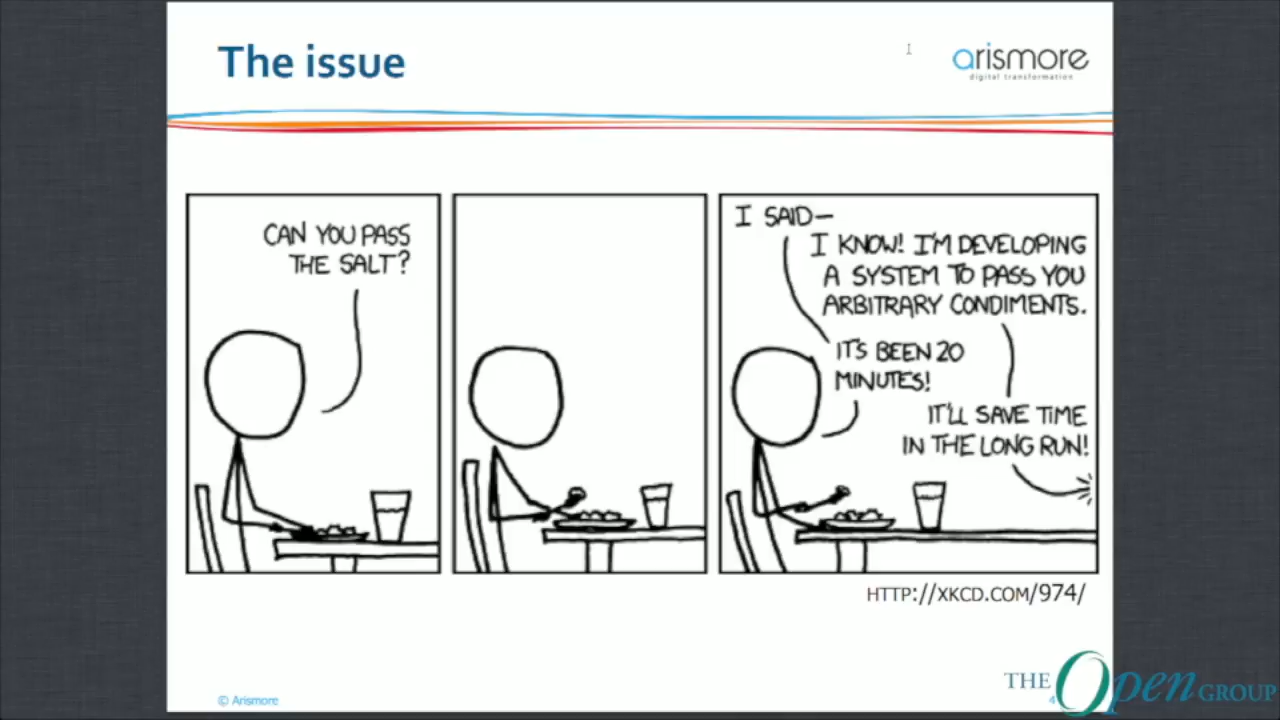 The issue
arismore
digital transformation
CAN YOU PASS
THE SALT?
I SAID—
I KNOW! I'M DEVELOPING
A SYSTEM TO PASS YOU
ARBITRARY CONDIMENTS.
IT'S BEEN 20
MINUTES!
IT'LL SAVE TIME
IN THE LONG RUN!
HTTP://XKCD.COM/974/
© Arismore
4
THE Open GROUP